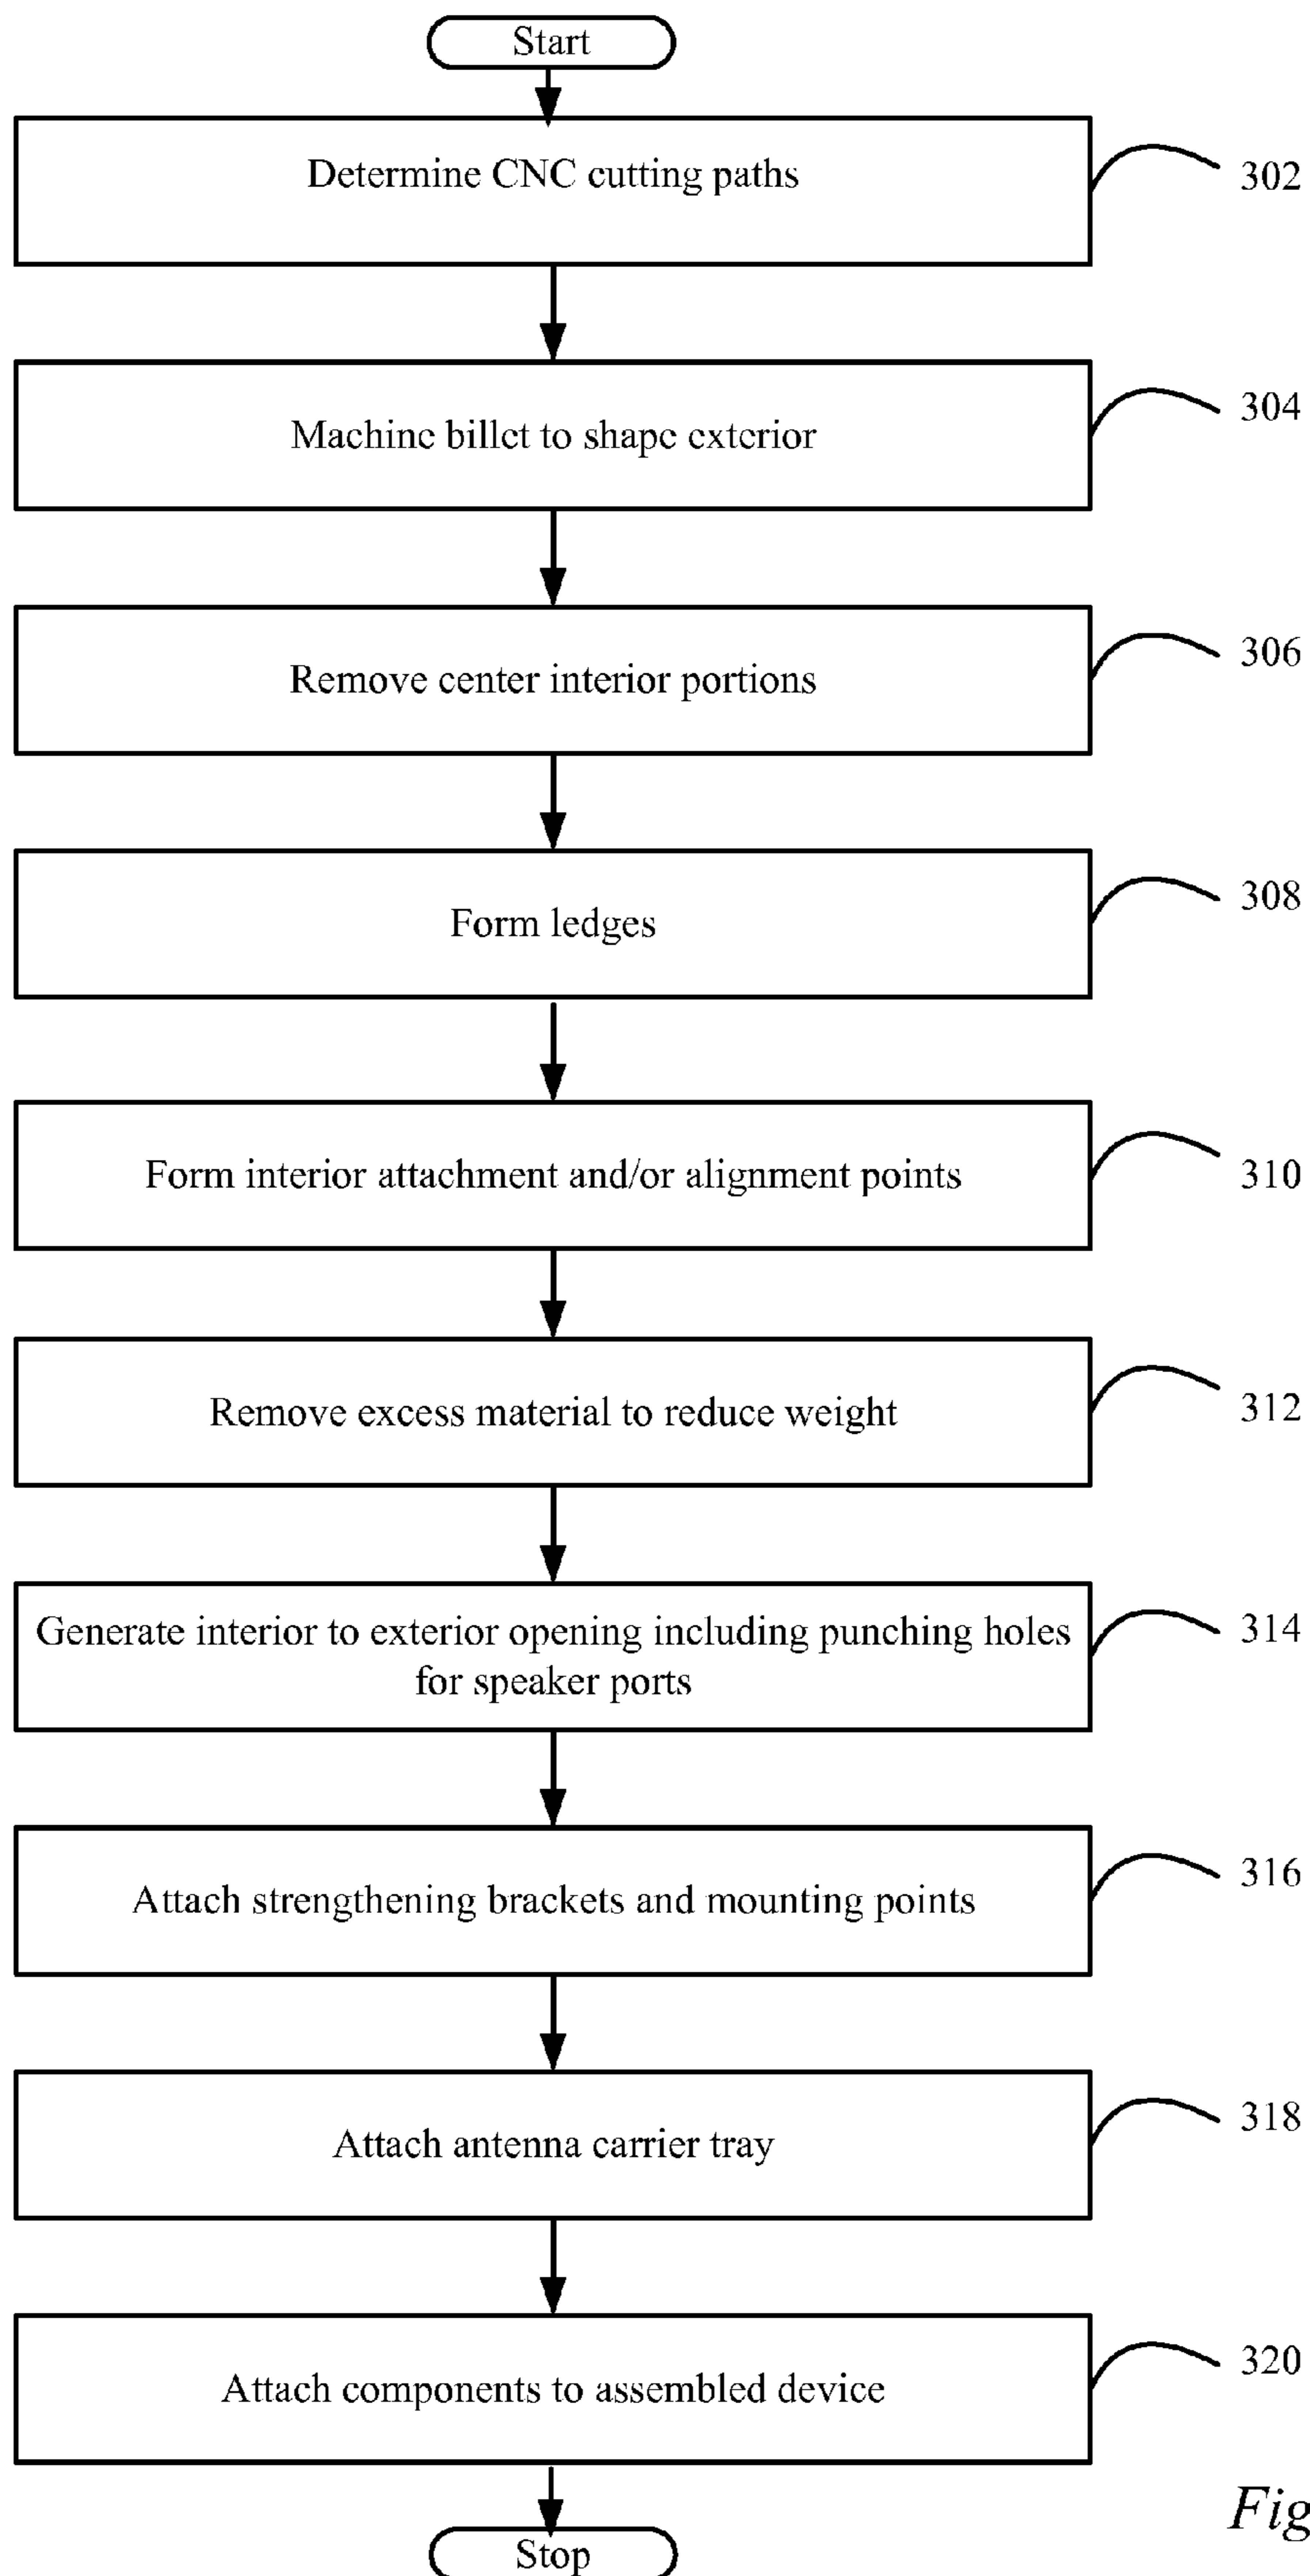 Start
Determine CNC cutting paths
302
Machine billet to shape exterior
304
Remove center interior portions
306
Form ledges
308
Form interior attachment and/or alignment points
310
Remove excess material to reduce weight
312
Generate interior to exterior opening including punching holes
for speaker ports
314
Attach strengthening brackets and mounting points
316
Attach antenna carrier tray
318
Attach components to assembled device
320
Stop
Fig